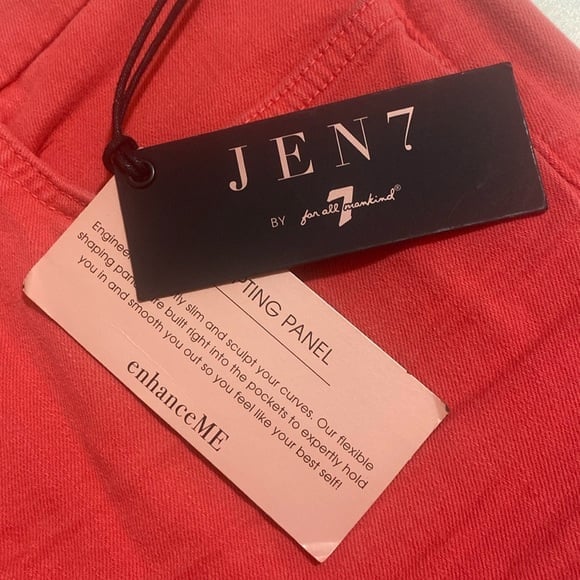 JEN7
BY for all 7 mankind®
TING PANEL
Enginee ly slim and sculpt your curves. Our flexible
shaping pan are built right into the pockets to expertly hold
you in and smooth you out so you feel like your best self!
enhanceME